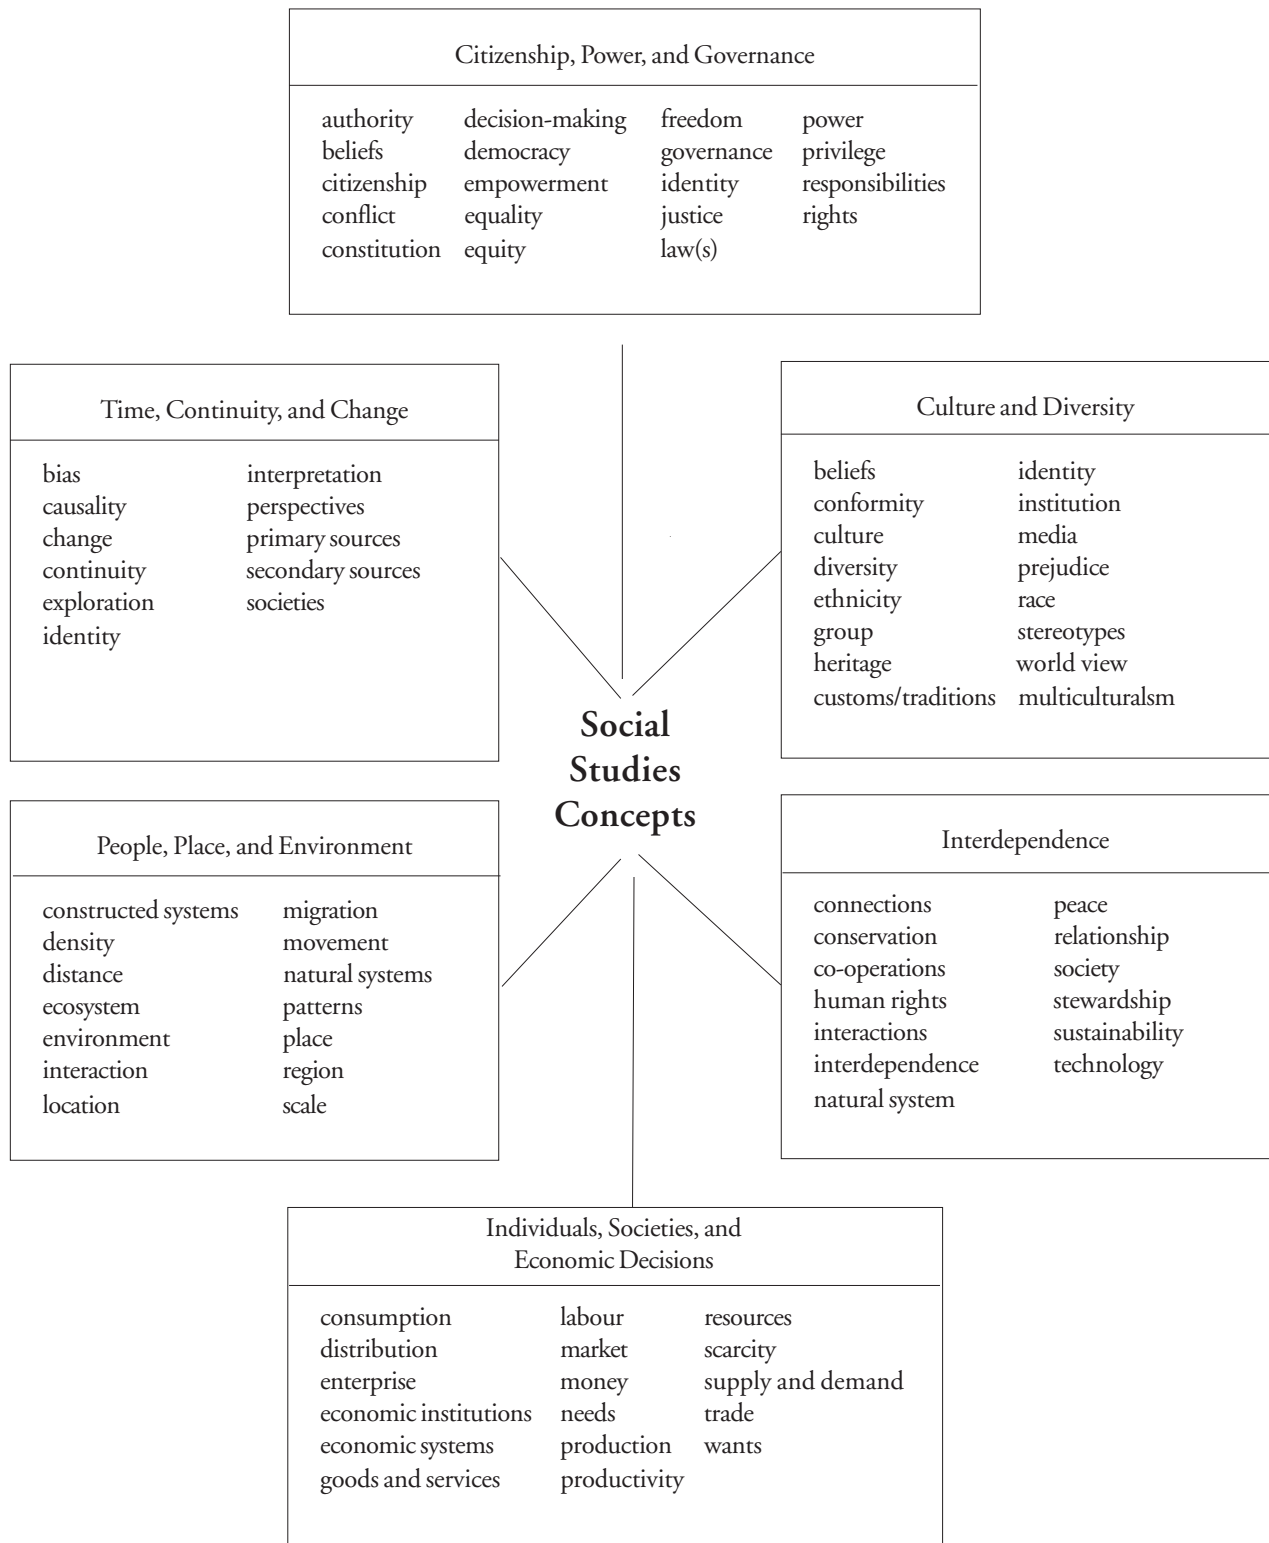 Citizenship, Power, and Governance
authority decision-making freedom power
beliefs democracy governance privilege
citizenship empowerment identity responsibilities
conflict equality justice rights
constitution equity law(s)
Time, Continuity, and Change
bias interpretation
causality perspectives
change primary sources
continuity secondary sources
exploration societies
identity
Culture and Diversity
beliefs identity
conformity institution
culture media
diversity prejudice
ethnicity race
group stereotypes
heritage world view
customs/traditions multiculturalsm
Social
Studies
Concepts
People, Place, and Environment
constructed systems migration
density movement
distance natural systems
ecosystem patterns
environment place
interaction region
location scale
Interdependence
connections peace
conservation relationship
co-operations society
human rights stewardship
interactions sustainability
interdependence technology
natural system
Individuals, Societies, and
Economic Decisions
consumption labour resources
distribution market scarcity
enterprise money supply and demand
economic institutions needs trade
economic systems production wants
goods and services productivity